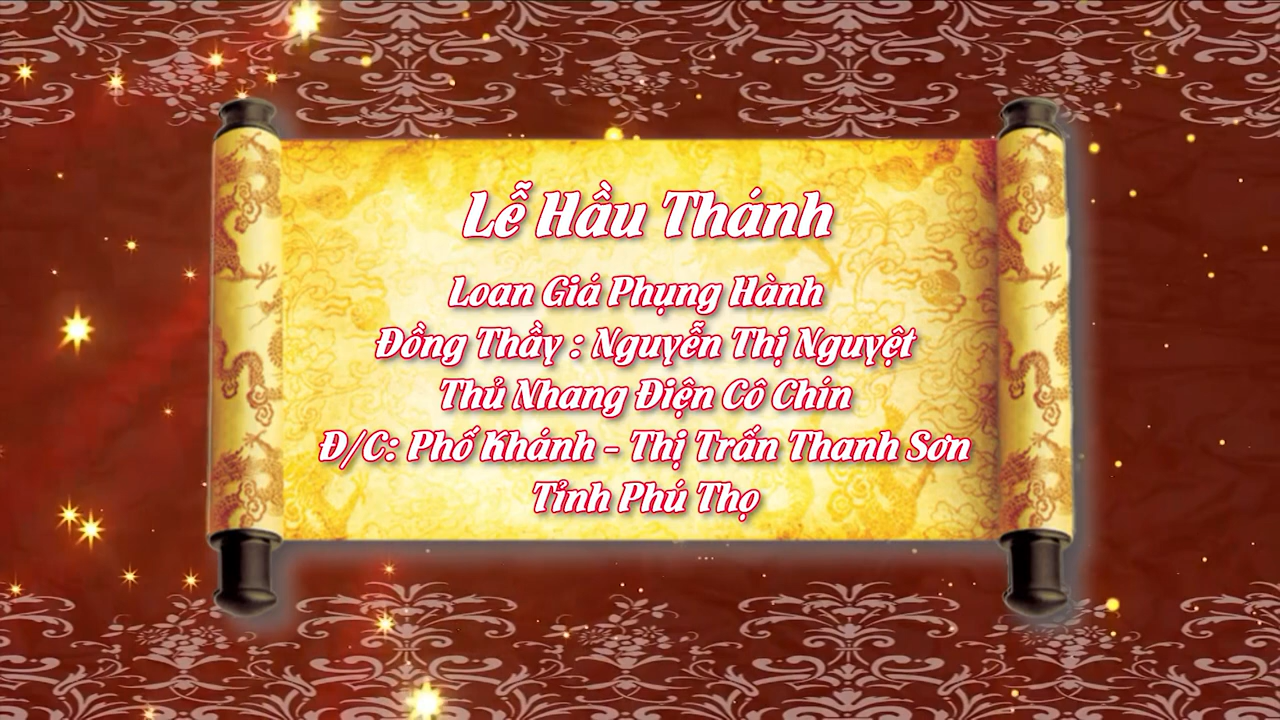 Lễ Hầu Thánh
Loan Giá Phụng Hành
Đồng Thầy : Nguyễn Thị Nguyệt
Thủ Nhang Điện Cô Chín
Đ/C: Phố Khánh - Thị Trấn Thanh Sơn
Tỉnh Phú Thọ